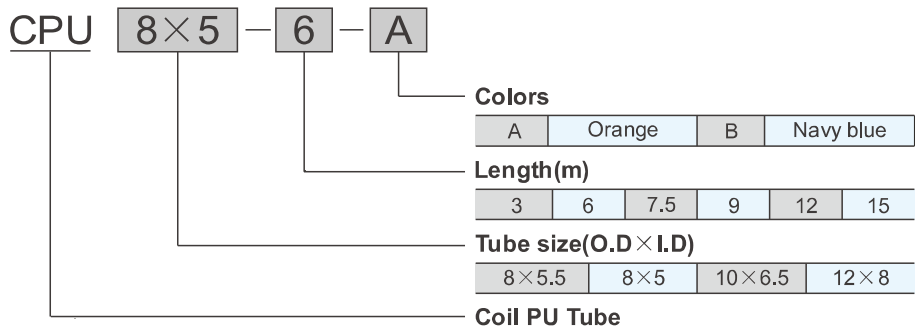 CPU 8×5 – 6 – A
Colors
A Orange B Navy blue
Length(m)
3 6 7.5 9 12 15
Tube size(O.D×I.D)
8×5.5 8×5 10×6.5 12×8
Coil PU Tube